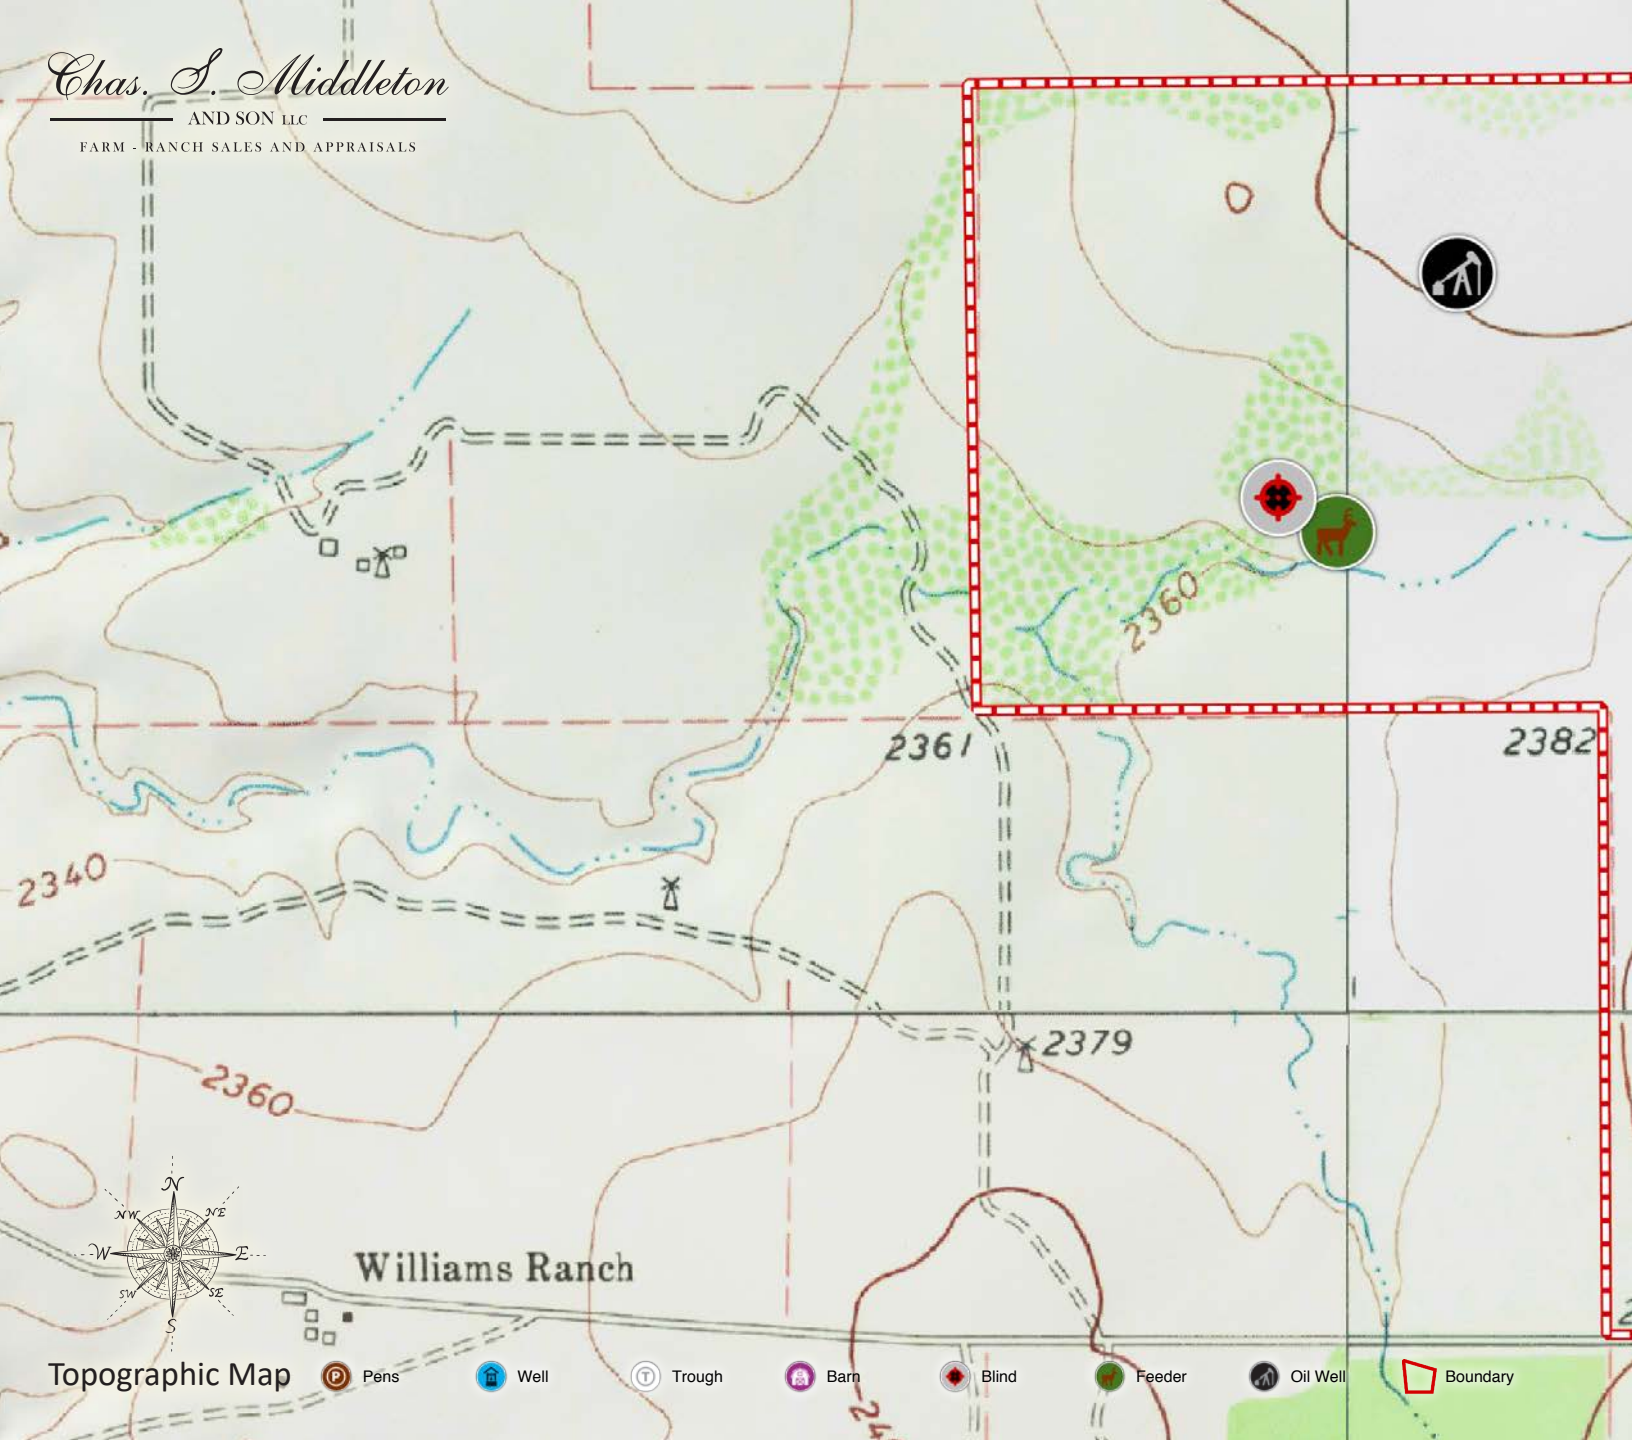 Chas. S. Middleton
AND SON LLC
FARM - RANCH SALES AND APPRAISALS
2360
2361
2382
2340
2379
2360
N
NW
NE
W
E
SW
SE
S
Williams Ranch
Topographic Map
P
Pens
Well
T
Trough
Barn
Blind
Feeder
Oil Well
Boundary